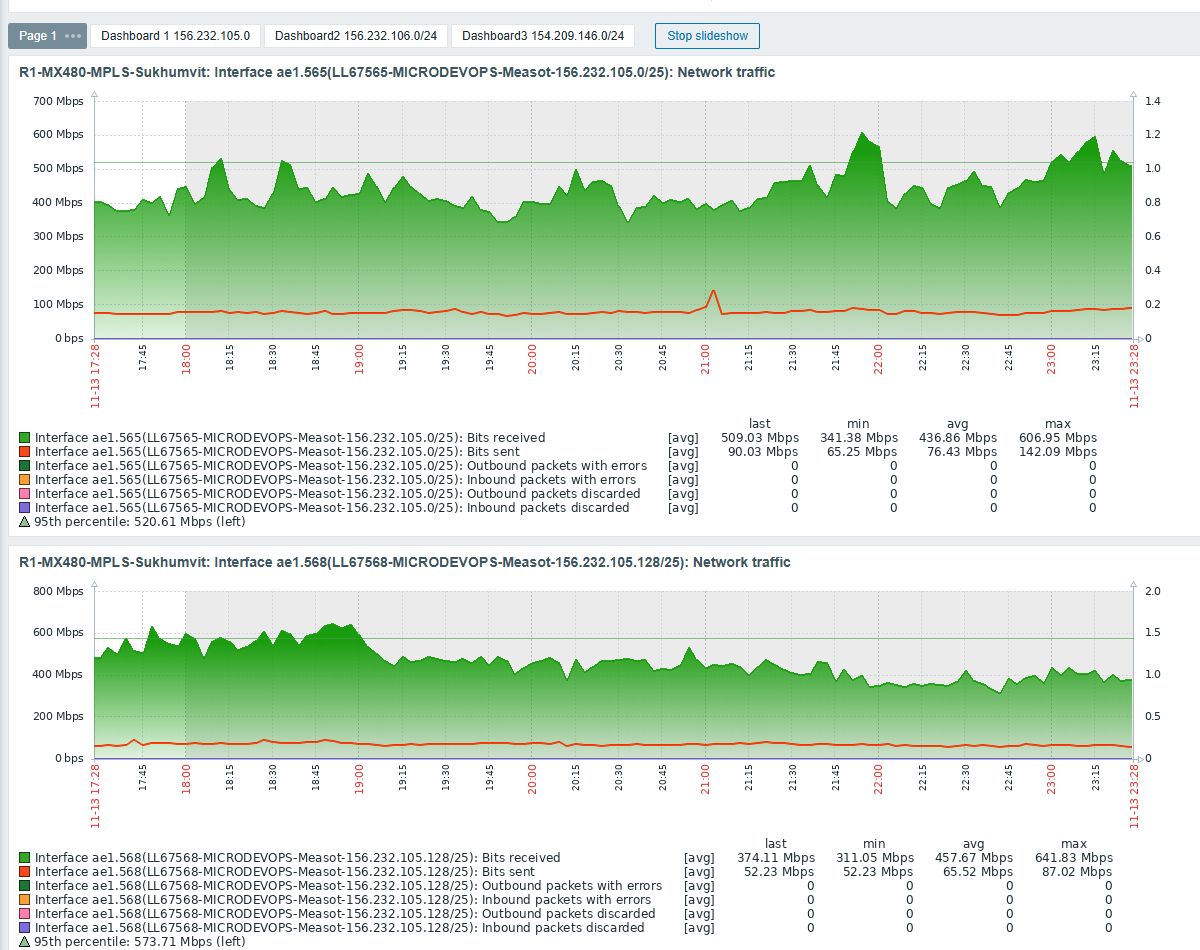 Page 1 ••• Dashboard 1 156.232.105.0 Dashboard2 156.232.106.0/24 Dashboard3 154.209.146.0/24 Stop slideshow
R1-MX480-MPLS-Sukhumvit: Interface ae1.565(LL67565-MICRODEVOPS-Measot-156.232.105.0/25): Network traffic
700 Mbps 1.4
600 Mbps 1.2
500 Mbps 1.0
400 Mbps 0.8
300 Mbps 0.6
200 Mbps 0.4
100 Mbps 0.2
0 bps 0
11-13 17:28 17:45 18:00 18:15 18:30 18:45 19:00 19:15 19:30 19:45 20:00 20:15 20:30 20:45 21:00 21:15 21:30 21:45 22:00 22:15 22:30 22:45 23:00 23:15 11-13 23:28
last min avg max
Interface ae1.565(LL67565-MICRODEVOPS-Measot-156.232.105.0/25): Bits received [avg] 509.03 Mbps 341.38 Mbps 436.86 Mbps 606.95 Mbps
Interface ae1.565(LL67565-MICRODEVOPS-Measot-156.232.105.0/25): Bits sent [avg] 90.03 Mbps 65.25 Mbps 76.43 Mbps 142.09 Mbps
Interface ae1.565(LL67565-MICRODEVOPS-Measot-156.232.105.0/25): Outbound packets with errors [avg] 0 0 0 0
Interface ae1.565(LL67565-MICRODEVOPS-Measot-156.232.105.0/25): Inbound packets with errors [avg] 0 0 0 0
Interface ae1.565(LL67565-MICRODEVOPS-Measot-156.232.105.0/25): Outbound packets discarded [avg] 0 0 0 0
Interface ae1.565(LL67565-MICRODEVOPS-Measot-156.232.105.0/25): Inbound packets discarded [avg] 0 0 0 0
95th percentile: 520.61 Mbps (left)
R1-MX480-MPLS-Sukhumvit: Interface ae1.568(LL67568-MICRODEVOPS-Measot-156.232.105.128/25): Network traffic
800 Mbps 2.0
600 Mbps 1.5
400 Mbps 1.0
200 Mbps 0.5
0 bps 0
11-13 17:28 17:45 18:00 18:15 18:30 18:45 19:00 19:15 19:30 19:45 20:00 20:15 20:30 20:45 21:00 21:15 21:30 21:45 22:00 22:15 22:30 22:45 23:00 23:15 11-13 23:28
last min avg max
Interface ae1.568(LL67568-MICRODEVOPS-Measot-156.232.105.128/25): Bits received [avg] 374.11 Mbps 311.05 Mbps 457.67 Mbps 641.83 Mbps
Interface ae1.568(LL67568-MICRODEVOPS-Measot-156.232.105.128/25): Bits sent [avg] 52.23 Mbps 52.23 Mbps 65.52 Mbps 87.02 Mbps
Interface ae1.568(LL67568-MICRODEVOPS-Measot-156.232.105.128/25): Outbound packets with errors [avg] 0 0 0 0
Interface ae1.568(LL67568-MICRODEVOPS-Measot-156.232.105.128/25): Inbound packets with errors [avg] 0 0 0 0
Interface ae1.568(LL67568-MICRODEVOPS-Measot-156.232.105.128/25): Outbound packets discarded [avg] 0 0 0 0
Interface ae1.568(LL67568-MICRODEVOPS-Measot-156.232.105.128/25): Inbound packets discarded [avg] 0 0 0 0
95th percentile: 573.71 Mbps (left)